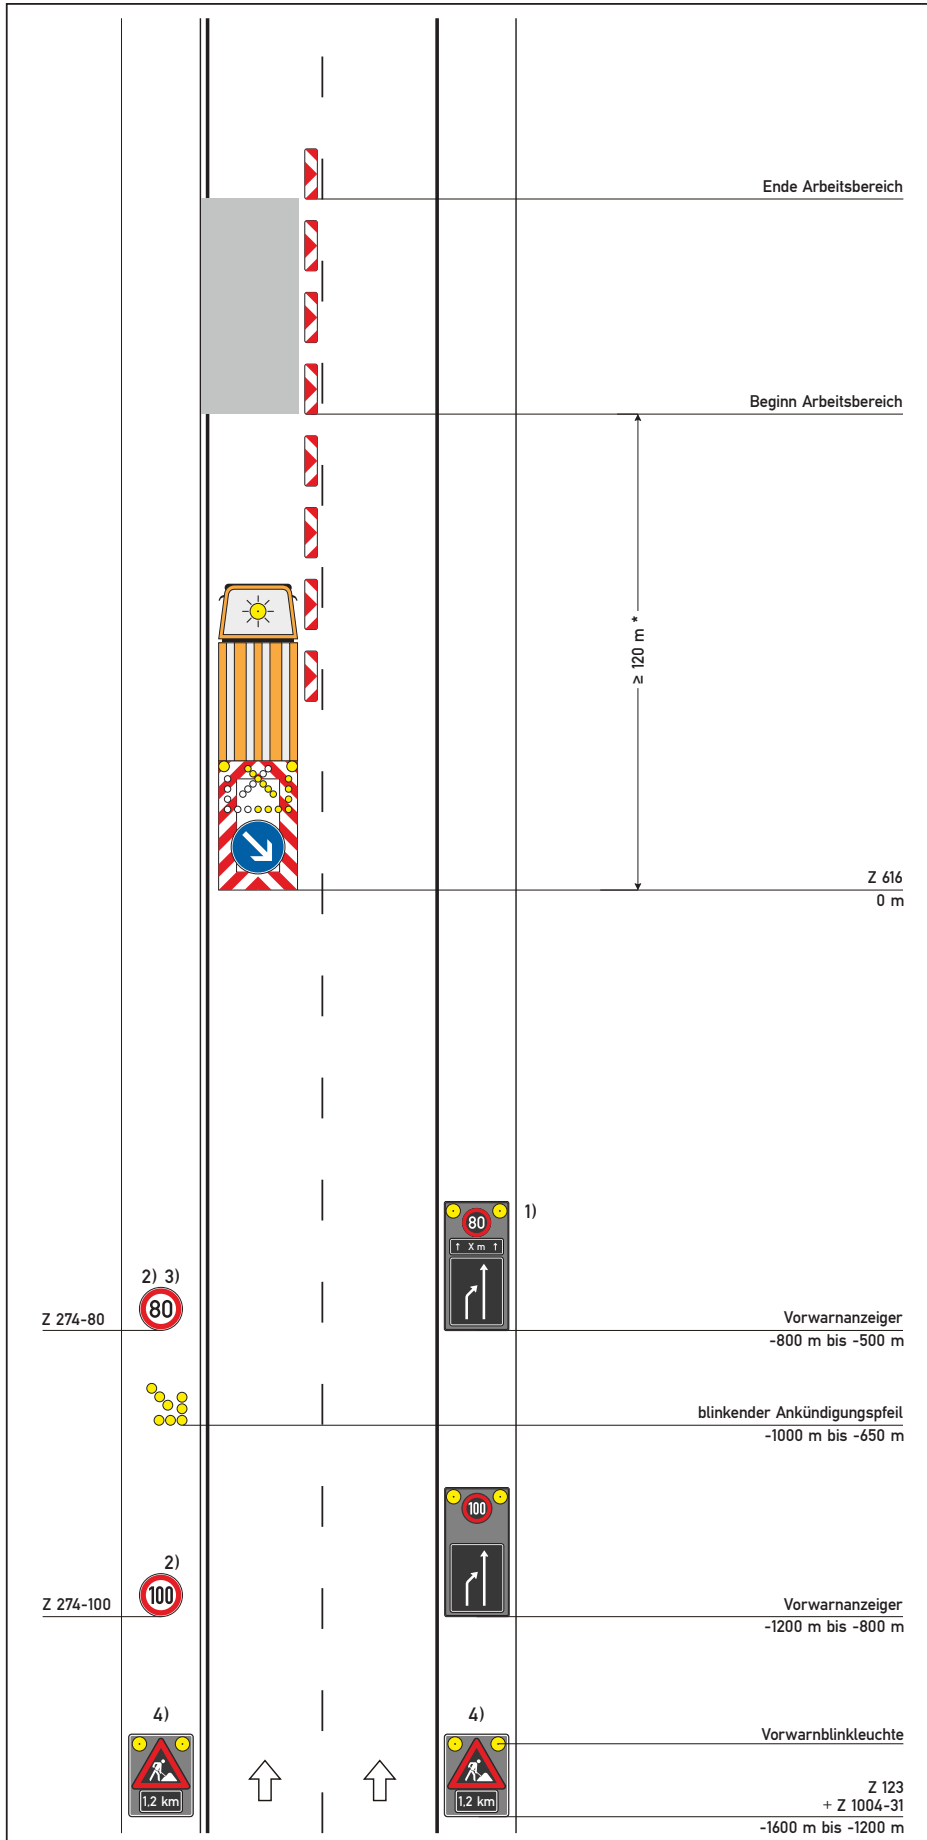 Ende Arbeitsbereich
Beginn Arbeitsbereich
≥ 120 m *
Z 616
0 m
80
↑ X m ↑
1)
2) 3)
80
Z 274-80
Vorwarnanzeiger
-800 m bis -500 m
blinkender Ankündigungspfeil
-1000 m bis -650 m
100
2)
100
Z 274-100
Vorwarnanzeiger
-1200 m bis -800 m
4)
4)
Vorwarnblinkleuchte
1,2 km
1,2 km
Z 123
+ Z 1004-31
-1600 m bis -1200 m